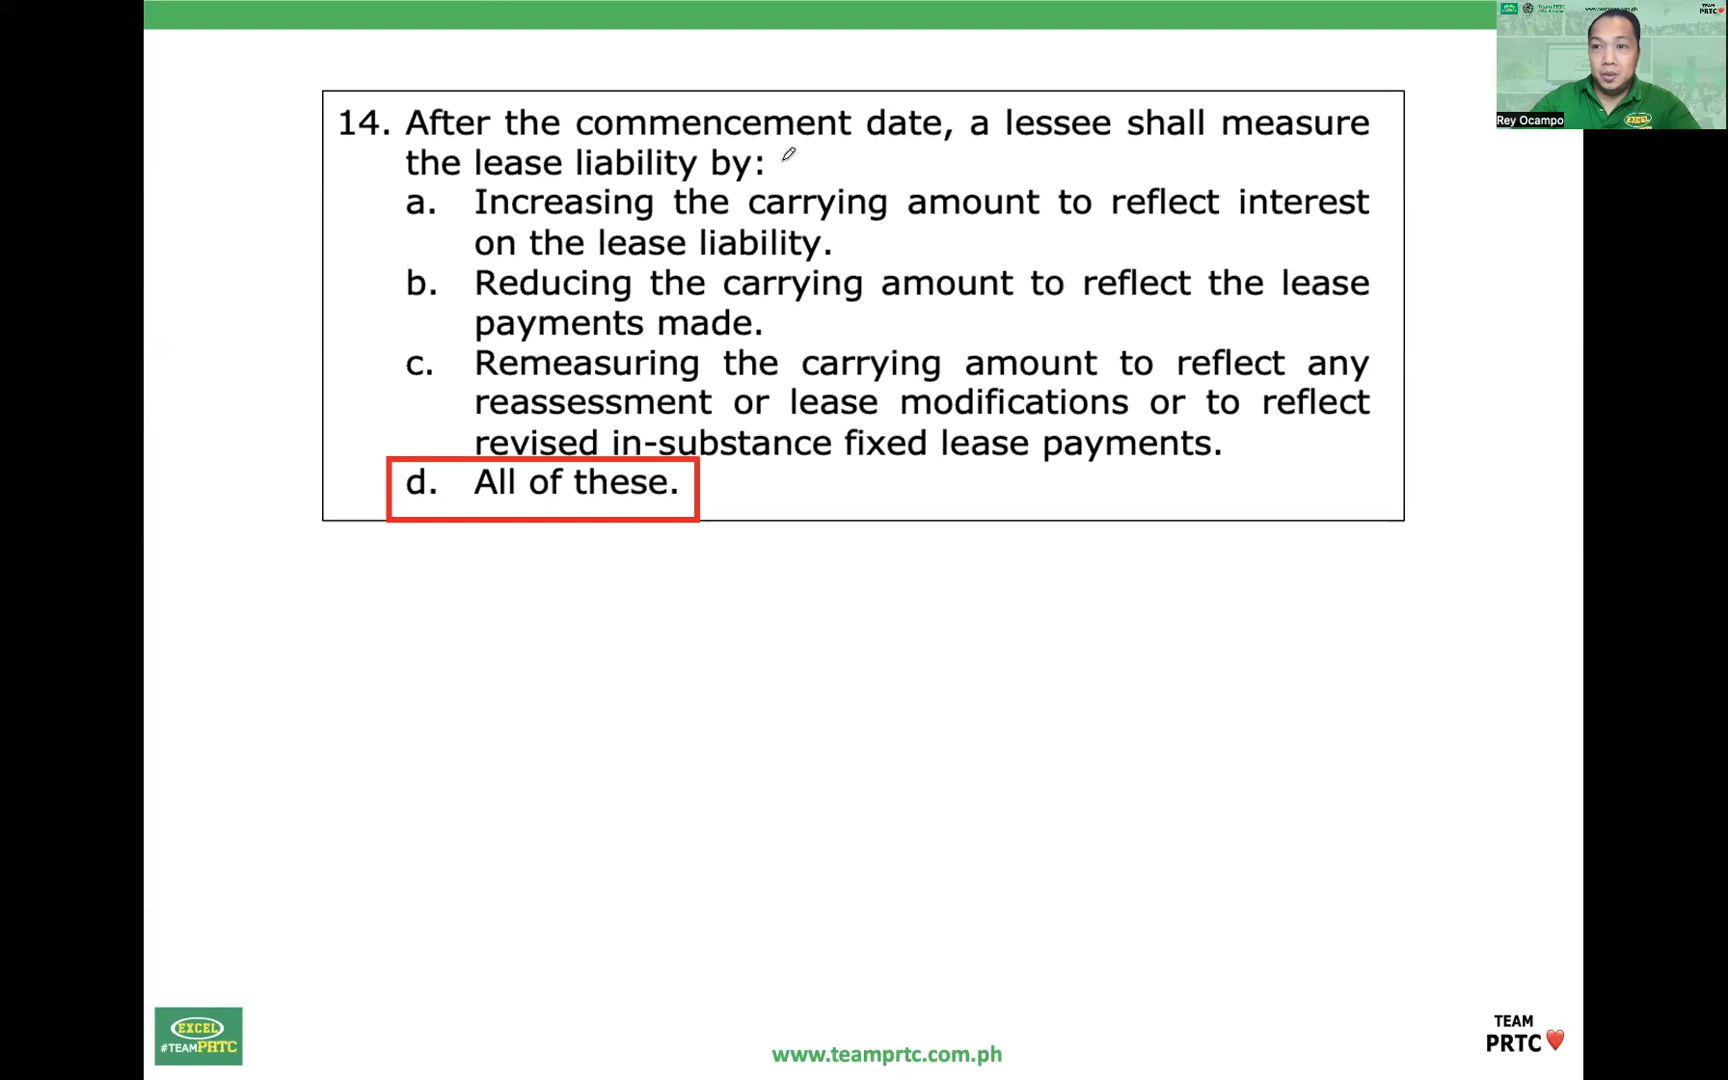 14. After the commencement date, a lessee shall measure
the lease liability by:
a. Increasing the carrying amount to reflect interest
on the lease liability.
b. Reducing the carrying amount to reflect the lease
payments made.
c. Remeasuring the carrying amount to reflect any
reassessment or lease modifications or to reflect
revised in-substance fixed lease payments.
d. All of these.
Rey Ocampo
EXCEL
TEAM
PRTC
EXCEL
#TEAMPRTC
www.teamprtc.com.ph
TEAM
PRTC